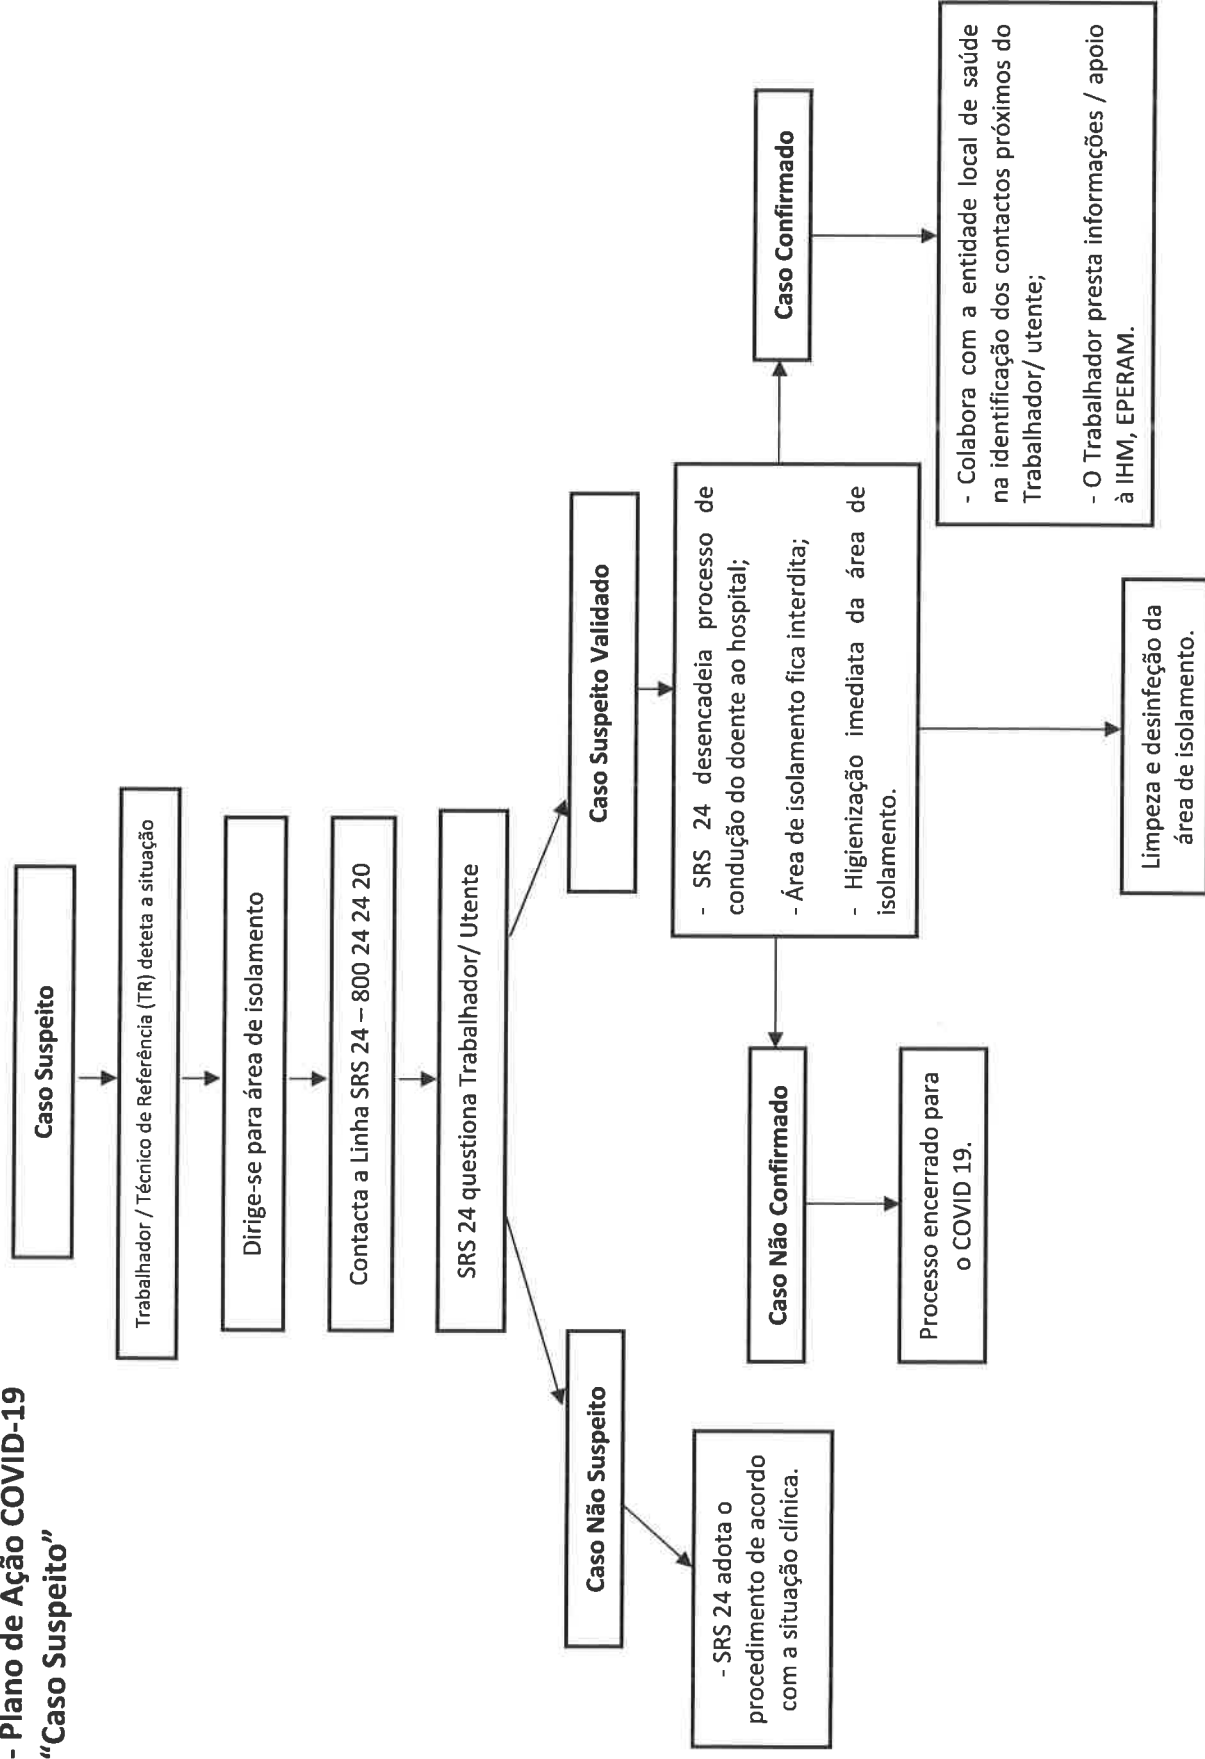 - Plano de Ação COVID-19
“Caso Suspeito”
Caso Suspeito
Trabalhador / Técnico de Referência (TR) deteta a situação
Dirige-se para área de isolamento
Contacta a Linha SRS 24 – 800 24 24 20
SRS 24 questiona Trabalhador/ Utente
Caso Não Suspeito
- SRS 24 adota o
procedimento de acordo
com a situação clínica.
Caso Suspeito Validado
- SRS 24 desencadeia processo de
condução do doente ao hospital;
- Área de isolamento fica interdita;
- Higienização imediata da área de
isolamento.
Caso Não Confirmado
Processo encerrado para
o COVID 19.
Caso Confirmado
- Colabora com a entidade local de saúde
na identificação dos contactos próximos do
Trabalhador/ utente;
- O Trabalhador presta informações / apoio
à IHM, EPERAM.
Limpeza e desinfeção da
área de isolamento.